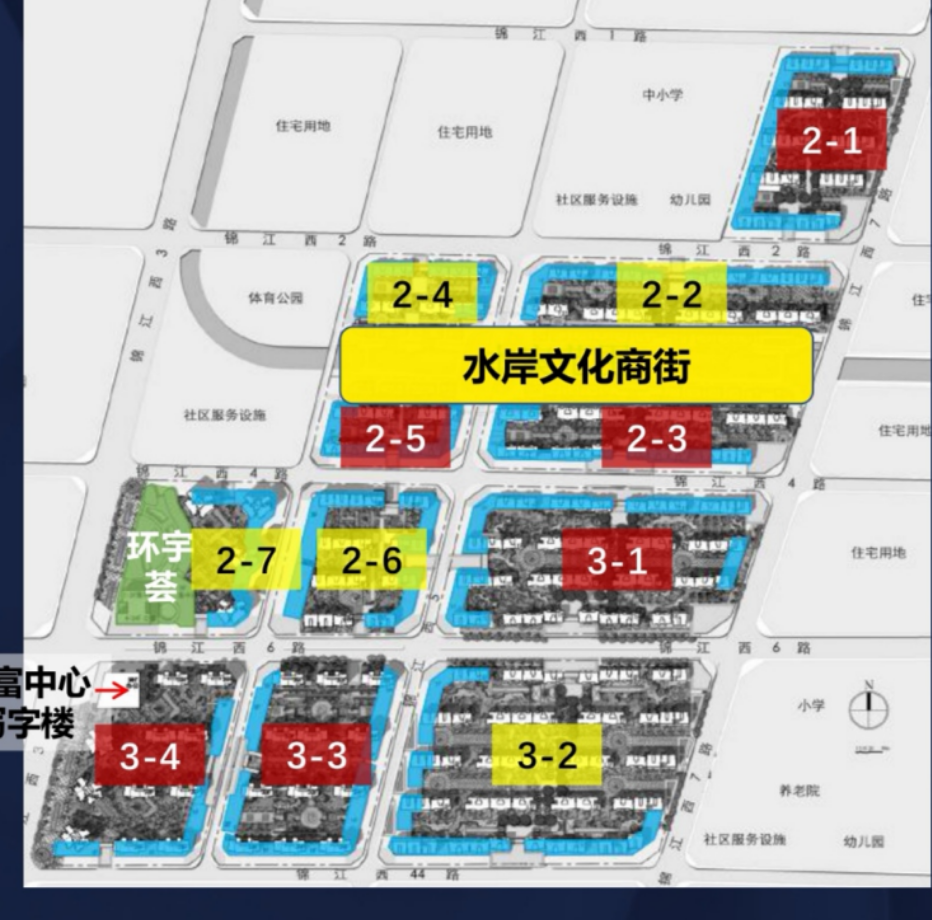 锦江西1路
中小学
住宅用地
住宅用地
2-1
社区服务设施
幼儿园
锦江西2路
锦江西2路
锦江西3路
锦江西7路
体育公园
2-4
2-2
水岸文化商街
社区服务设施
2-5
2-3
住宅用地
锦江西4路
锦江西4路
环宇
荟
2-7
2-6
3-1
住宅用地
锦江西6路
锦江西6路
富中心
写字楼
3-4
3-3
3-2
小学
N
养老院
社区服务设施
幼儿园
锦江西7路
锦江西44路